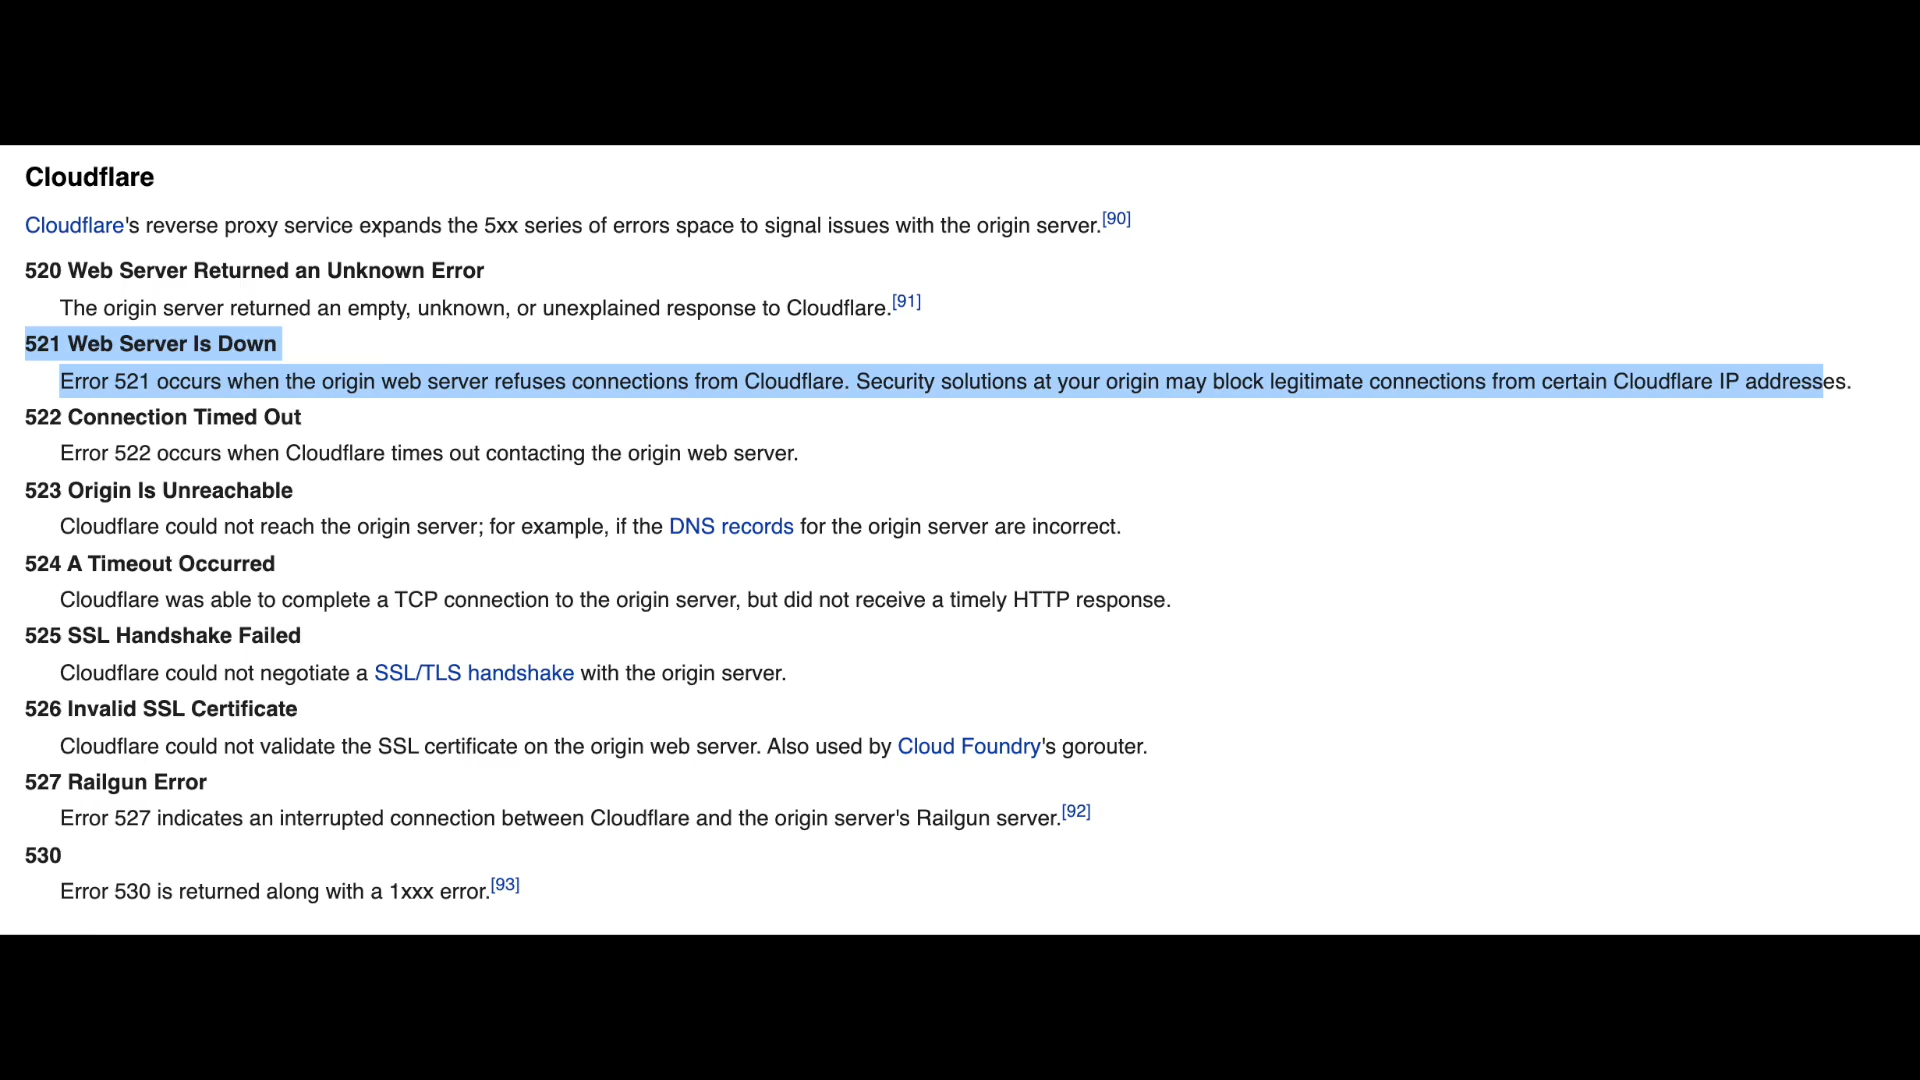 Cloudflare
Cloudflare's reverse proxy service expands the 5xx series of errors space to signal issues with the origin server.[90]
520 Web Server Returned an Unknown Error
The origin server returned an empty, unknown, or unexplained response to Cloudflare.[91]
521 Web Server Is Down
Error 521 occurs when the origin web server refuses connections from Cloudflare. Security solutions at your origin may block legitimate connections from certain Cloudflare IP addresses.
522 Connection Timed Out
Error 522 occurs when Cloudflare times out contacting the origin web server.
523 Origin Is Unreachable
Cloudflare could not reach the origin server; for example, if the DNS records for the origin server are incorrect.
524 A Timeout Occurred
Cloudflare was able to complete a TCP connection to the origin server, but did not receive a timely HTTP response.
525 SSL Handshake Failed
Cloudflare could not negotiate a SSL/TLS handshake with the origin server.
526 Invalid SSL Certificate
Cloudflare could not validate the SSL certificate on the origin web server. Also used by Cloud Foundry's gorouter.
527 Railgun Error
Error 527 indicates an interrupted connection between Cloudflare and the origin server's Railgun server.[92]
530
Error 530 is returned along with a 1xxx error.[93]